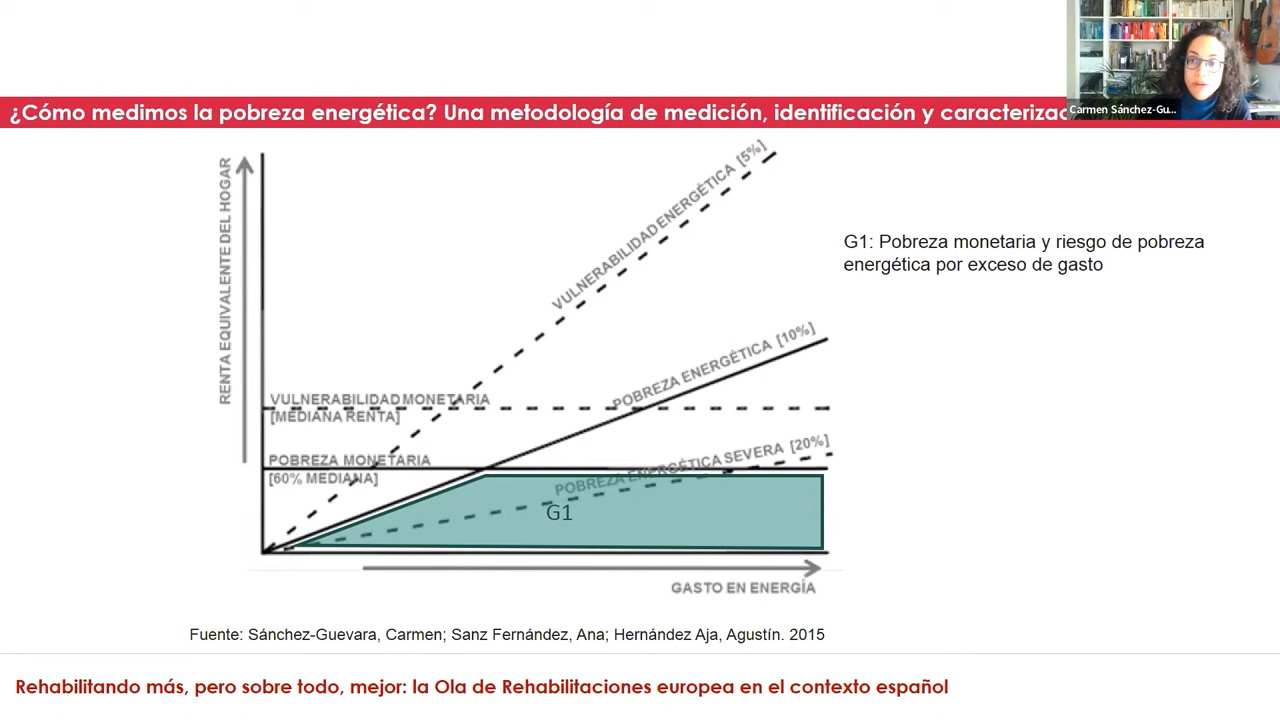 ¿Cómo medimos la pobreza energética? Una metodología de medición, identificación y
Carmen Sánchez-Gu...
RENTA EQUIVALENTE DEL HOGAR
VULNERABILIDAD ENERGÉTICA [5%]
G1: Pobreza monetaria y riesgo de pobreza
energética por exceso de gasto
POBREZA ENERGÉTICA [10%]
VULNERABILIDAD MONETARIA
[MEDIANA RENTA]
POBREZA ENERGÉTICA SEVERA [20%]
POBREZA MONETARIA
[60% MEDIANA]
G1
GASTO EN ENERGÍA
Fuente: Sánchez-Guevara, Carmen; Sanz Fernández, Ana; Hernández Aja, Agustín. 2015
Rehabilitando más, pero sobre todo, mejor: la Ola de Rehabilitaciones europea en el contexto español